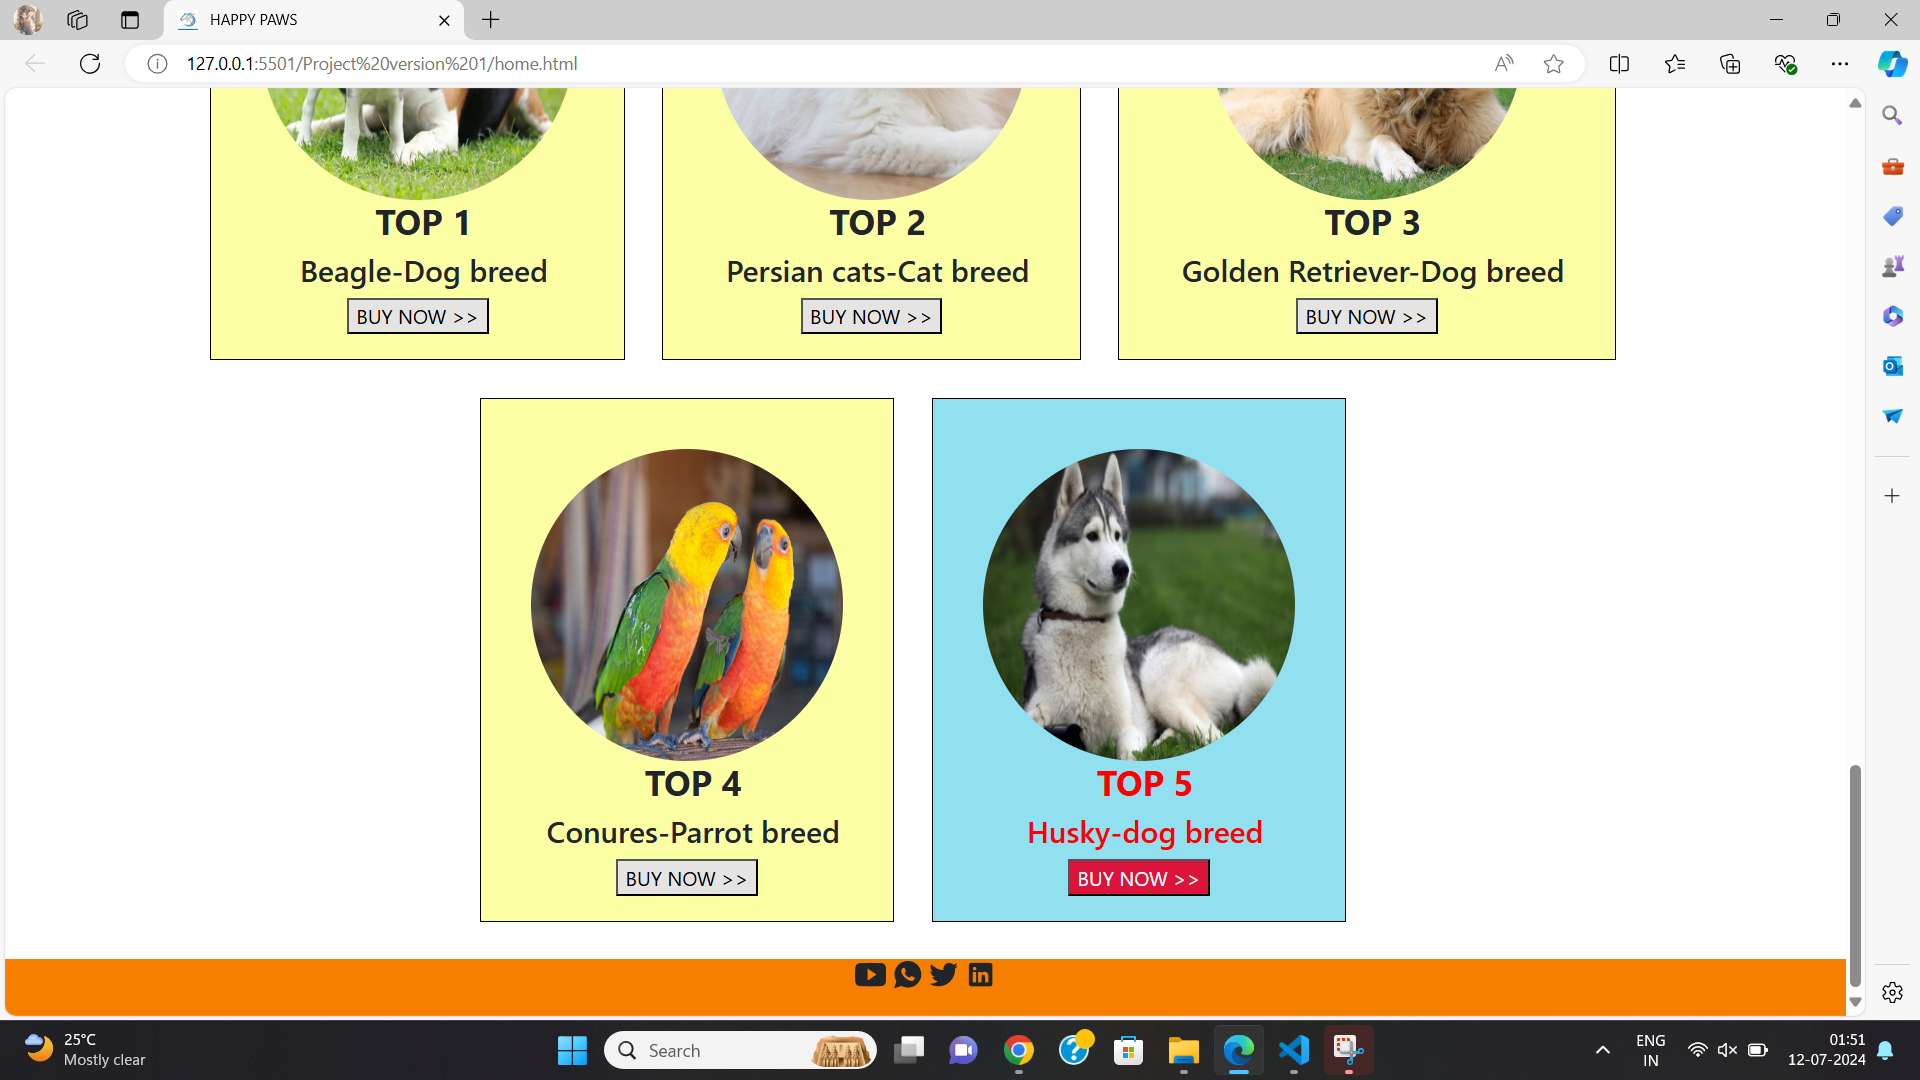 HAPPY PAWS
127.0.0.1:5501/Project%20version%201/home.html
TOP 1
Beagle-Dog breed
BUY NOW >>
TOP 2
Persian cats-Cat breed
BUY NOW >>
TOP 3
Golden Retriever-Dog breed
BUY NOW >>
TOP 4
Conures-Parrot breed
BUY NOW >>
TOP 5
Husky-dog breed
BUY NOW >>
25°C
Mostly clear
Search
ENG
IN
01:51
12-07-2024